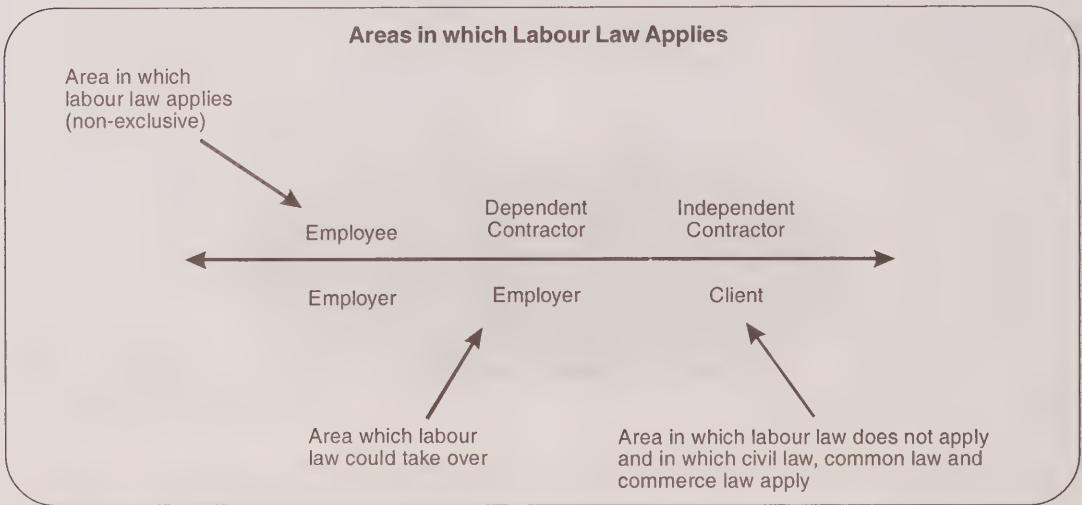 Areas in which Labour Law Applies
Area in which
labour law applies
(non-exclusive)
Dependent
Contractor
Independent
Contractor
Employee
Employer
Employer
Client
Area which labour
law could take over
Area in which labour law does not apply
and in which civil law, common law and
commerce law apply